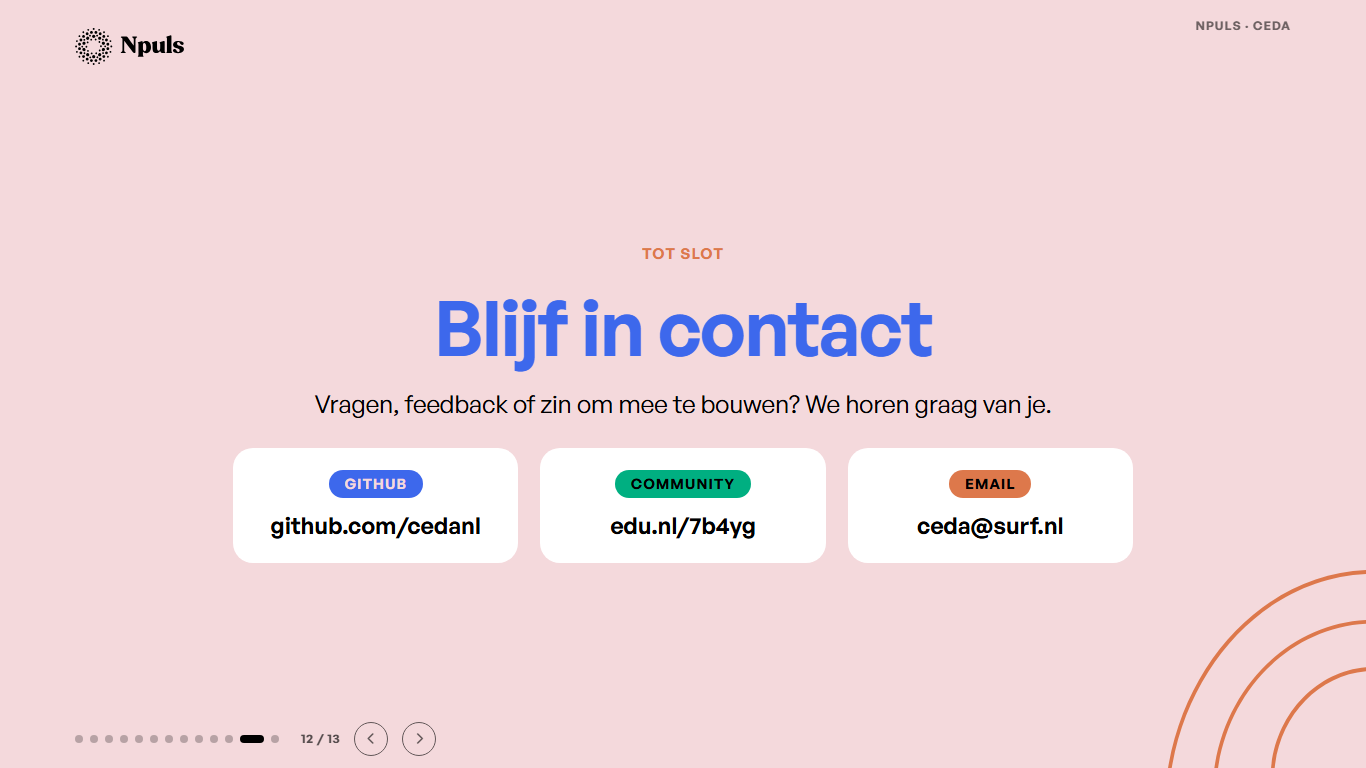 Npuls
NPULS · CEDA
TOT SLOT
Blijf in contact
Vragen, feedback of zin om mee te bouwen? We horen graag van je.
GITHUB
github.com/cedanl
COMMUNITY
edu.nl/7b4yg
EMAIL
ceda@surf.nl
12 / 13